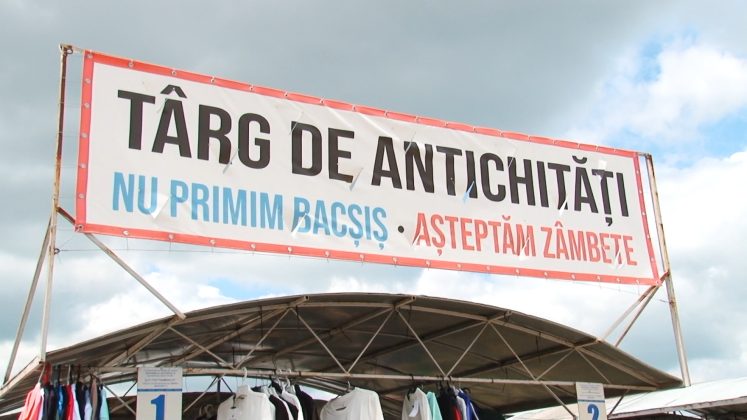 TÂRG DE ANTICHITĂȚI
NU PRIMIM BACȘIȘ • AȘTEPTĂM ZÂMBETE
1
2